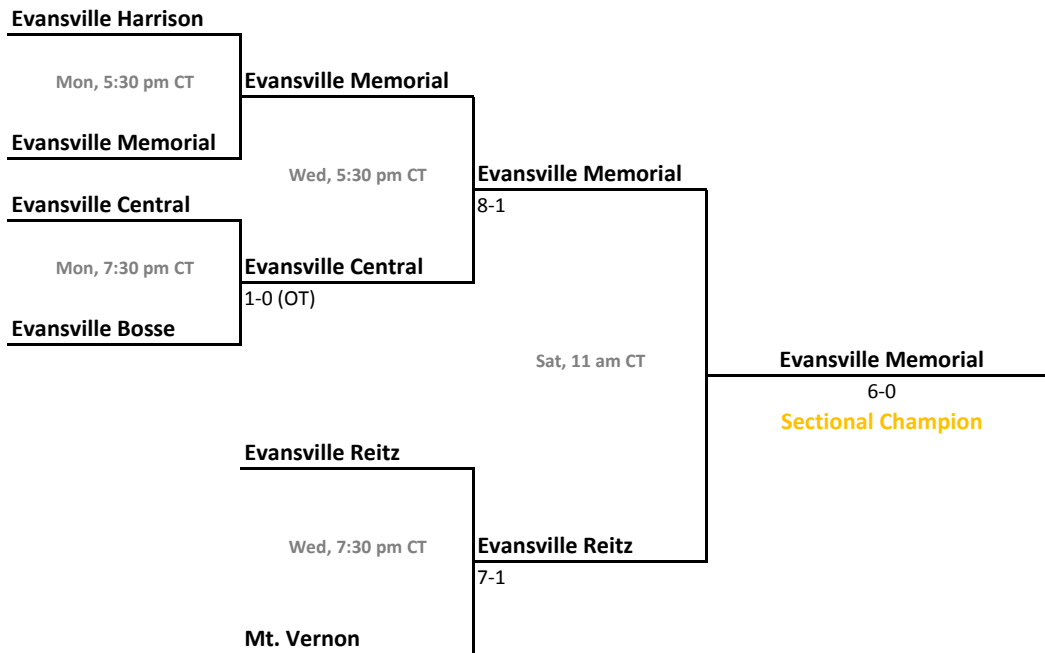 Evansville Harrison
Mon, 5:30 pm CT
Evansville Memorial
Evansville Memorial
Wed, 5:30 pm CT
Evansville Memorial
8-1
Evansville Central
Mon, 7:30 pm CT
Evansville Central
1-0 (OT)
Evansville Bosse
Sat, 11 am CT
Evansville Memorial
6-0
Sectional Champion
Evansville Reitz
Wed, 7:30 pm CT
Evansville Reitz
7-1
Mt. Vernon